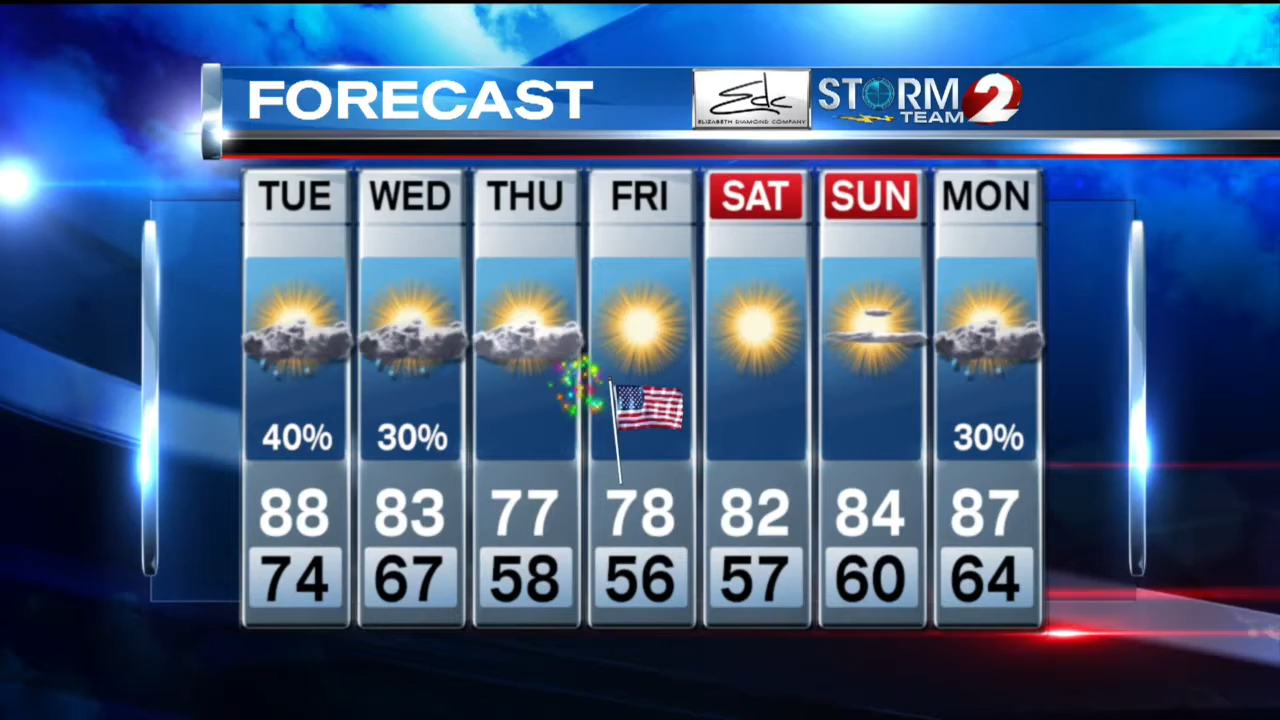 FORECAST
Edc
ELIZABETH DIAMOND COMPANY
STORM
TEAM 2
TUE WED THU FRI SAT SUN MON
40% 30% 30%
88 83 77 78 82 84 87
74 67 58 56 57 60 64